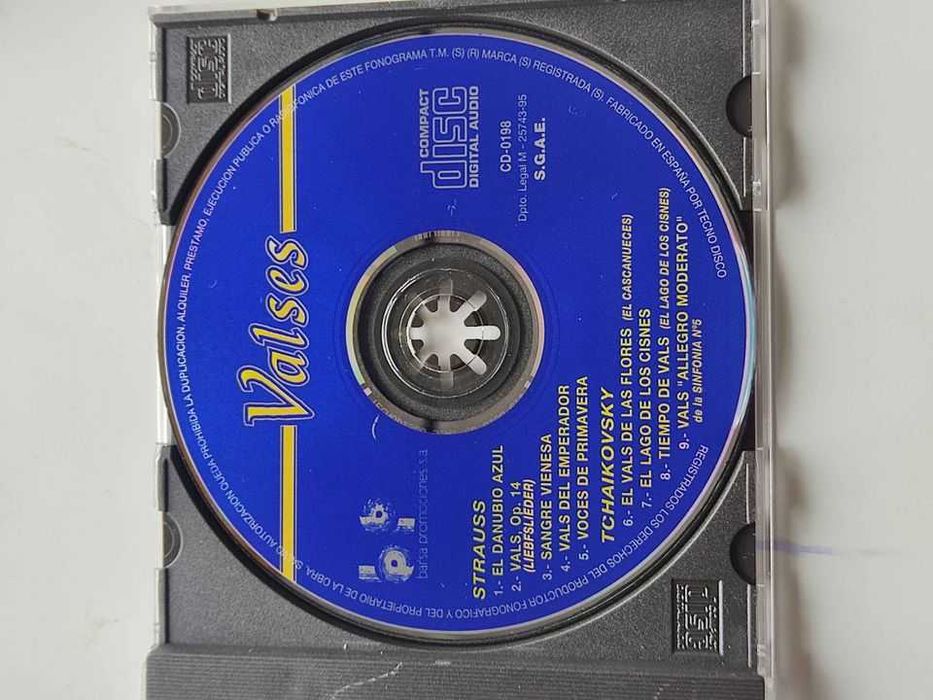 Valses
COMPACT
disc
DIGITAL AUDIO
CD-0198
Dpto. Legal M - 25743-95
S.G.A.E.
barsa promociones, s.a.
STRAUSS
1.- EL DANUBIO AZUL
2.- VALS, Op. 14
(LIEBFSLIEDER)
3.- SANGRE VIENESA
4.- VALS DEL EMPERADOR
5.- VOCES DE PRIMAVERA
TCHAIKOVSKY
6.- EL VALS DE LAS FLORES (EL CASCANUECES)
7.- EL LAGO DE LOS CISNES
8.- TIEMPO DE VALS (EL LAGO DE LOS CISNES)
9.- VALS "ALLEGRO MODERATO"
de la SINFONIA Nº5
REGISTRADOS LOS DERECHOS DEL PRODUCTOR FONOGRAFICO Y DEL PROPIETARIO DE LA OBRA. SALVO AUTORIZACION QUEDA PROHIBIDA LA DUPLICACION, ALQUILER, PRESTAMO, EJECUCION PUBLICA O RADIOFONICA DE ESTE FONOGRAMA T.M. (S) (R) MARCA (S) REGISTRADA (S). FABRICADO EN ESPAÑA POR TECNO DISCO
disc
disc